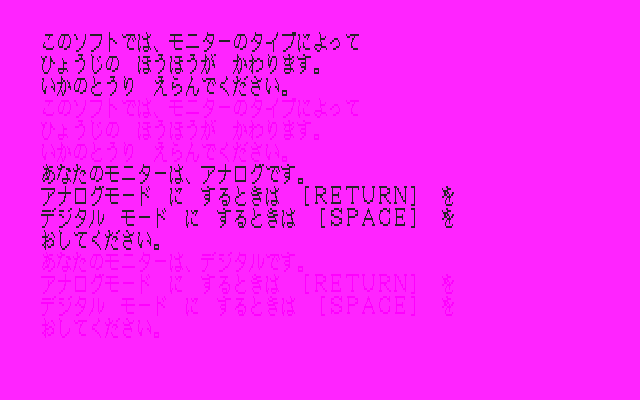 このソフトでは、モニターのタイプによって
ひょうじの　ほうほうが　かわります。
いかのとうり　えらんでください。
このソフトでは、モニターのタイプによって
ひょうじの　ほうほうが　かわります。
いかのとうり　えらんでください。
あなたのモニターは、アナログです。
アナログモード　に　するときは　[RETURN]　を
デジタル　モード　に　するときは　[SPACE]　を
おしてください。
あなたのモニターは、デジタルです。
アナログモード　に　するときは　[RETURN]　を
デジタル　モード　に　するときは　[SPACE]　を
おしてください。